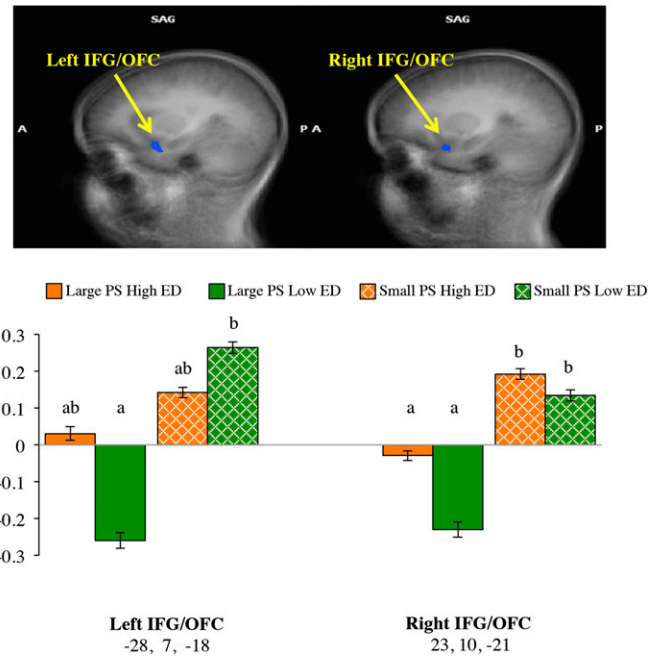 SAG
SAG
Left IFG/OFC
Right IFG/OFC
A
P A
P
Large PS High ED
Large PS Low ED
Small PS High ED
Small PS Low ED
0.3
0.2
0.1
0
-0.1
-0.2
-0.3
ab
a
ab
b
a
a
b
b
Left IFG/OFC
-28, 7, -18
Right IFG/OFC
23, 10, -21